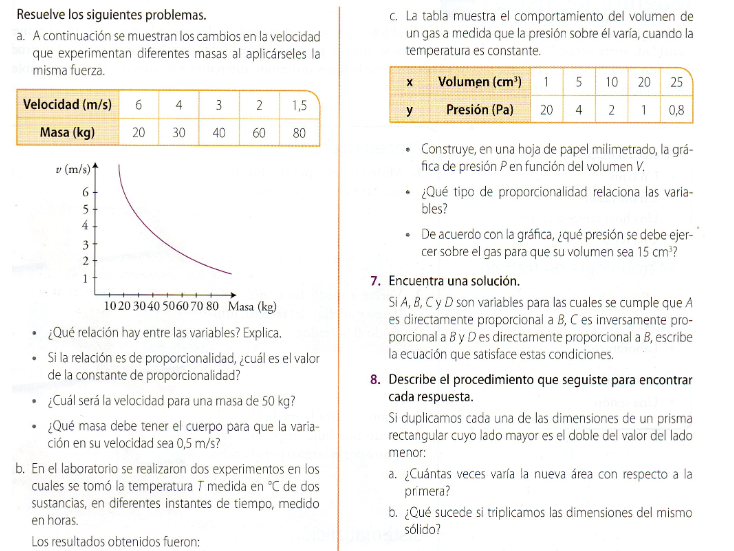 Resuelve los siguientes problemas.
a. A continuación se muestran los cambios en la velocidad
que experimentan diferentes masas al aplicárseles la
misma fuerza.
Velocidad (m/s) 6 4 3 2 1,5
Masa (kg) 20 30 40 60 80
v (m/s)
6
5
4
3
2
1
10 20 30 40 50 60 70 80 Masa (kg)
• ¿Qué relación hay entre las variables? Explica.
• Si la relación es de proporcionalidad, ¿cuál es el valor
de la constante de proporcionalidad?
• ¿Cuál será la velocidad para una masa de 50 kg?
• ¿Qué masa debe tener el cuerpo para que la varia-
ción en su velocidad sea 0,5 m/s?
b. En el laboratorio se realizaron dos experimentos en los
cuales se tomó la temperatura T medida en °C de dos
sustancias, en diferentes instantes de tiempo, medido
en horas.
Los resultados obtenidos fueron:
c. La tabla muestra el comportamiento del volumen de
un gas a medida que la presión sobre él varía, cuando la
temperatura es constante.
x Volumen (cm³) 1 5 10 20 25
y Presión (Pa) 20 4 2 1 0,8
• Construye, en una hoja de papel milimetrado, la grá-
fica de presión P en función del volumen V.
• ¿Qué tipo de proporcionalidad relaciona las varia-
bles?
• De acuerdo con la gráfica, ¿qué presión se debe ejer-
cer sobre el gas para que su volumen sea 15 cm³?
7. Encuentra una solución.
Si A, B, C y D son variables para las cuales se cumple que A
es directamente proporcional a B, C es inversamente pro-
porcional a B y D es directamente proporcional a B, escribe
la ecuación que satisface estas condiciones.
8. Describe el procedimiento que seguiste para encontrar
cada respuesta.
Si duplicamos cada una de las dimensiones de un prisma
rectangular cuyo lado mayor es el doble del valor del lado
menor:
a. ¿Cuántas veces varía la nueva área con respecto a la
primera?
b. ¿Qué sucede si triplicamos las dimensiones del mismo
sólido?